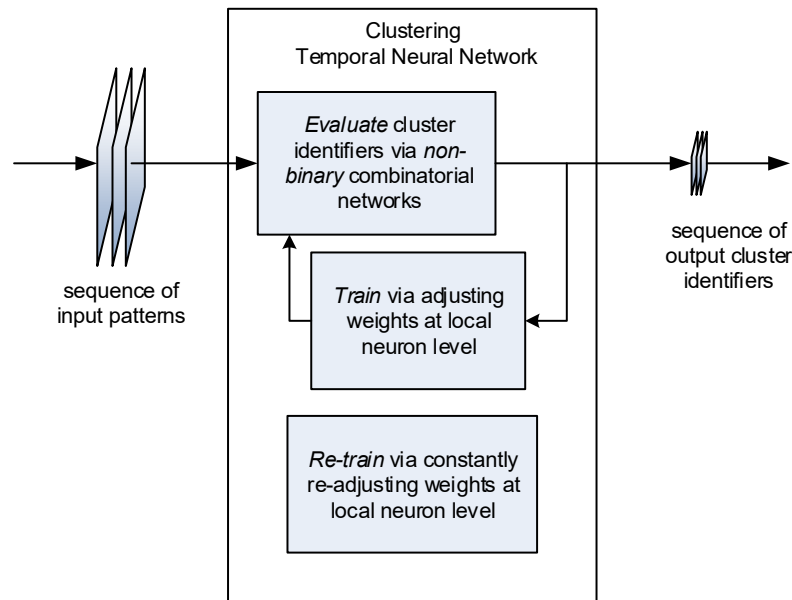 Clustering
Temporal Neural Network
Evaluate cluster
identifiers via non-
binary combinatorial
networks
sequence of
input patterns
sequence of
output cluster
identifiers
Train via adjusting
weights at local
neuron level
Re-train via constantly
re-adjusting weights at
local neuron level